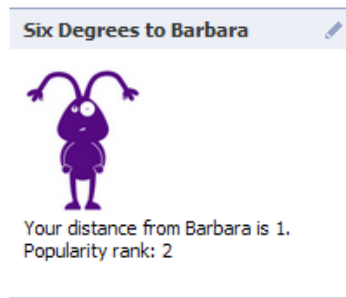 Six Degrees to Barbara
Your distance from Barbara is 1.
Popularity rank: 2